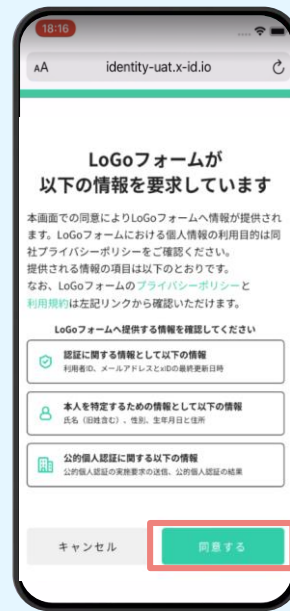 18:16
AA
identity-uat.x-id.io
LoGoフォームが
以下の情報を要求しています
本画面での同意によりLoGoフォームへ情報が提供され
ます。LoGoフォームにおける個人情報の利用目的は同
社プライバシーポリシーをご確認ください。
提供される情報の項目は以下のとおりです。
なお、LoGoフォームのプライバシーポリシーと
利用規約は左記リンクから確認いただけます。
LoGoフォームへ提供する情報を確認してください
認証に関する情報として以下の情報
利用者ID、メールアドレスとxIDの最終更新日時
本人を特定するための情報として以下の情報
氏名（旧姓含む）、性別、生年月日と住所
公的個人認証に関する以下の情報
公的個人認証の実施要求の送信、公的個人認証の結果
キャンセル
同意する